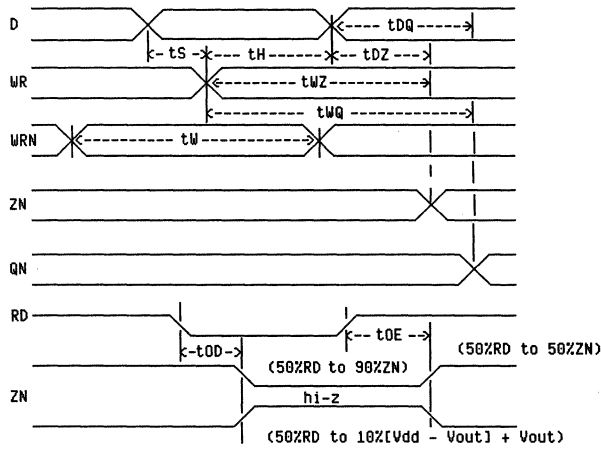 D
tDQ
tS tH tDZ
WR
tWZ
tWQ
WRN
tW
ZN
QN
RD
tOE
tOD
(50%RD to 50%ZN)
(50%RD to 90%ZN)
ZN
hi-z
(50%RD to 10%[Vdd - Vout] + Vout)